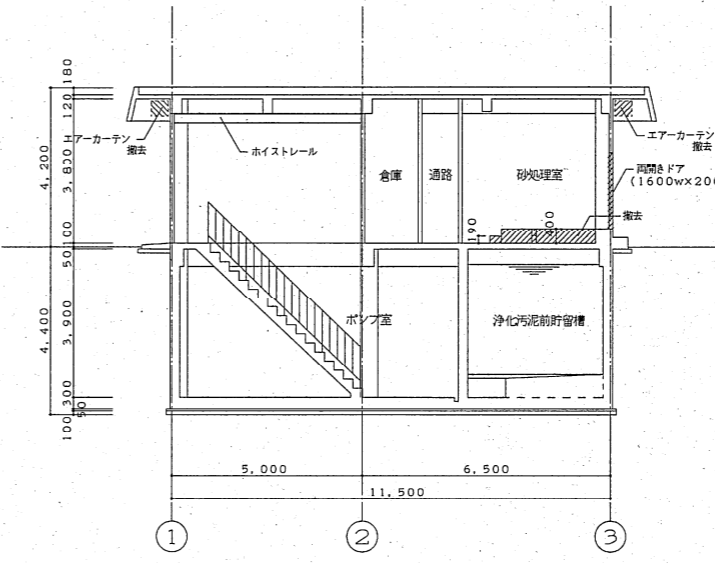 180
120
3,800
H
100
50
3,900
300
50
100
4,200
4,400
エアーカーテン
撤去
ホイストレール
倉庫
通路
砂処理室
エアーカーテン
撤去
両開きドア
(1600w×200
撤去
190
400
ポンプ室
浄化汚泥前貯留槽
5,000
6,500
11,500
1
2
3